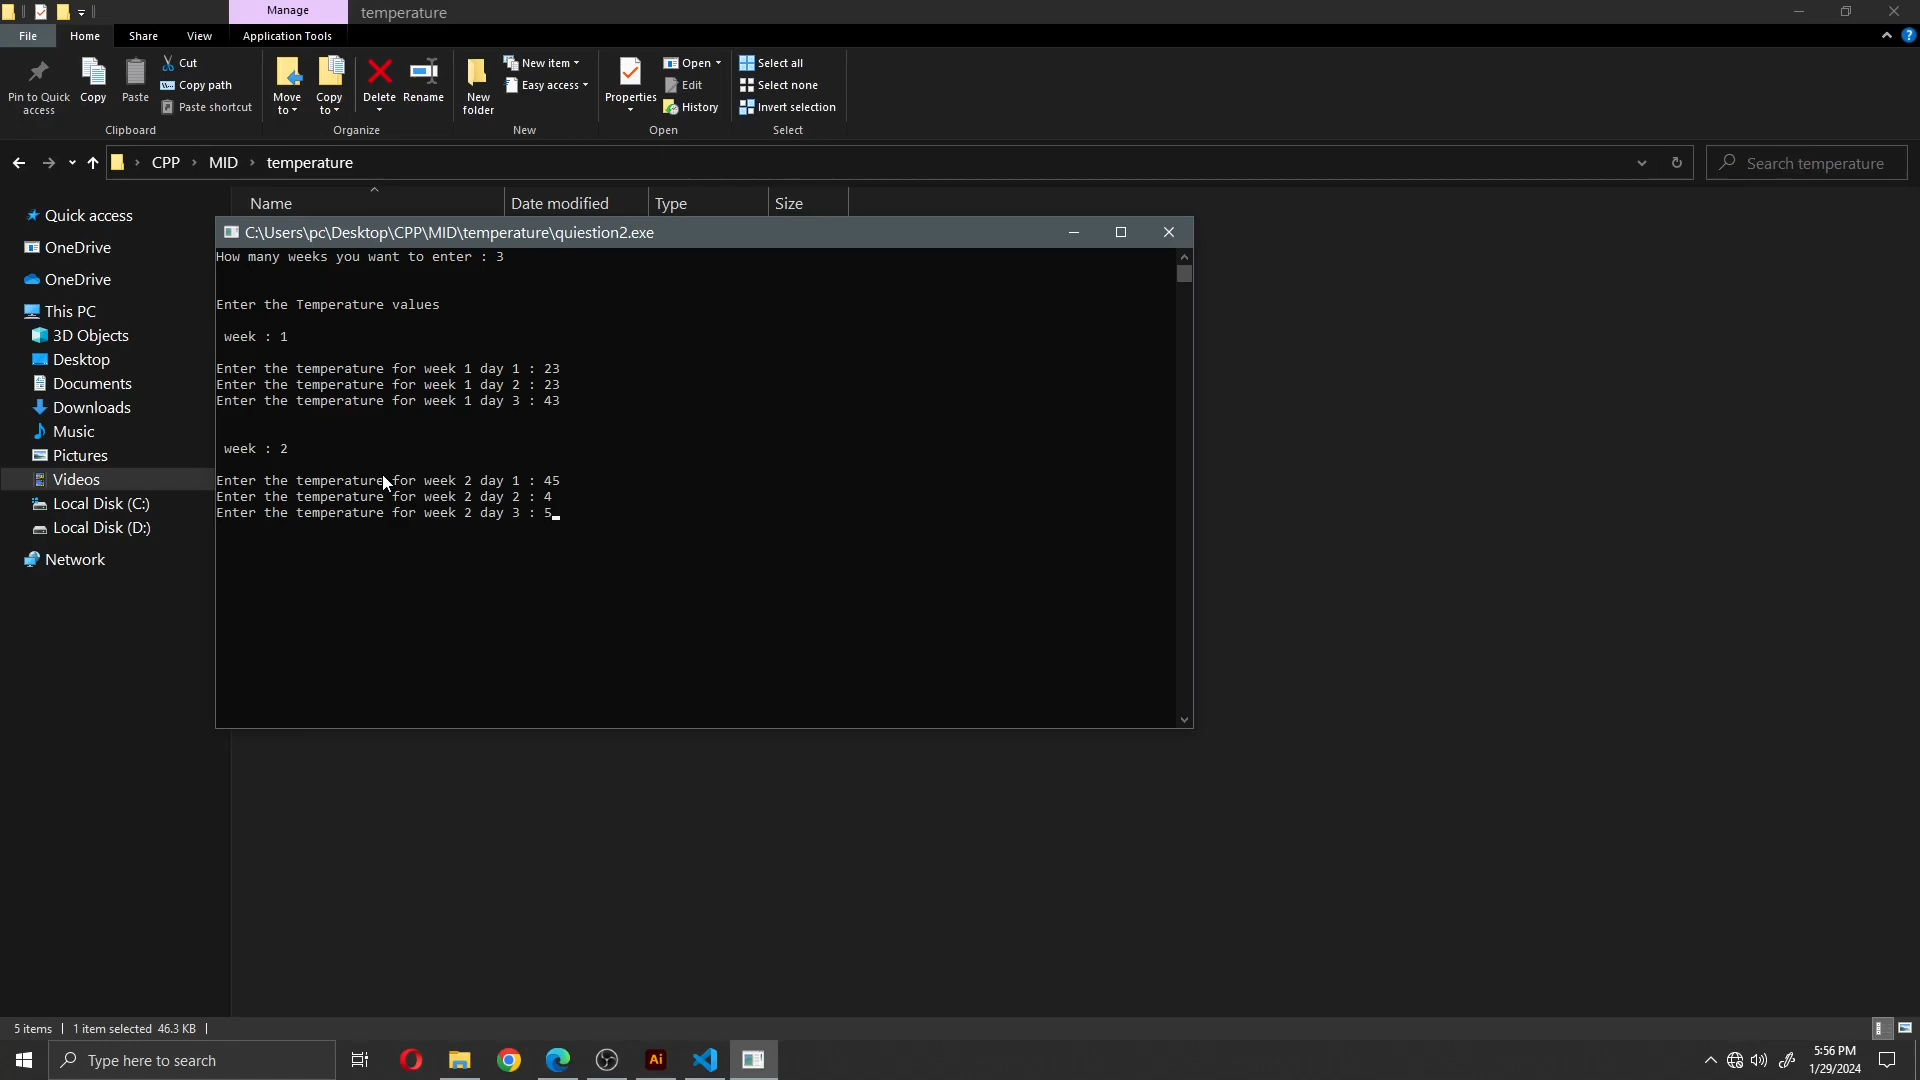 Manage
temperature
File
Home
Share
View
Application Tools
Pin to Quick access
Copy
Paste
Cut
Copy path
Paste shortcut
Clipboard
Move to
Copy to
Delete
Rename
Organize
New folder
New item
Easy access
New
Properties
Open
Edit
History
Open
Select all
Select none
Invert selection
Select
CPP › MID › temperature
Search temperature
Name
Date modified
Type
Size
Quick access
OneDrive
OneDrive
This PC
3D Objects
Desktop
Documents
Downloads
Music
Pictures
Videos
Local Disk (C:)
Local Disk (D:)
Network
C:\Users\pc\Desktop\CPP\MID\temperature\quiestion2.exe
How many weeks you want to enter : 3
Enter the Temperature values
week : 1
Enter the temperature for week 1 day 1 : 23
Enter the temperature for week 1 day 2 : 23
Enter the temperature for week 1 day 3 : 43
week : 2
Enter the temperature for week 2 day 1 : 45
Enter the temperature for week 2 day 2 : 4
Enter the temperature for week 2 day 3 : 5
5 items
1 item selected 46.3 KB
Type here to search
Ai
5:56 PM
1/29/2024